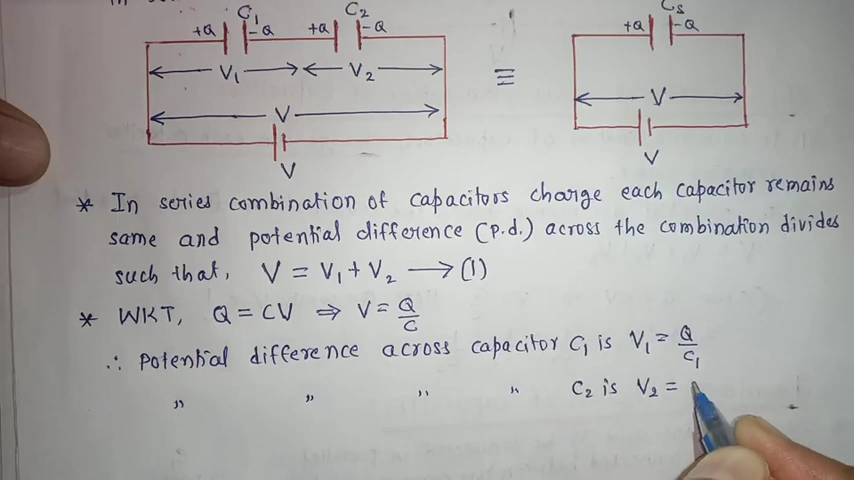 C₁ C₂ Cs
+Q -Q +Q -Q +Q -Q
V₁ V₂ ≡
V V
V V
* In series combination of capacitors charge each capacitor remains
same and potential difference (p.d.) across the combination divides
such that, V = V₁ + V₂ ⟶ (1)
* WKT, Q = CV ⇒ V = Q/C
∴ Potential difference across capacitor C₁ is V₁ = Q/C₁
,, ,, ,, ,, C₂ is V₂ =